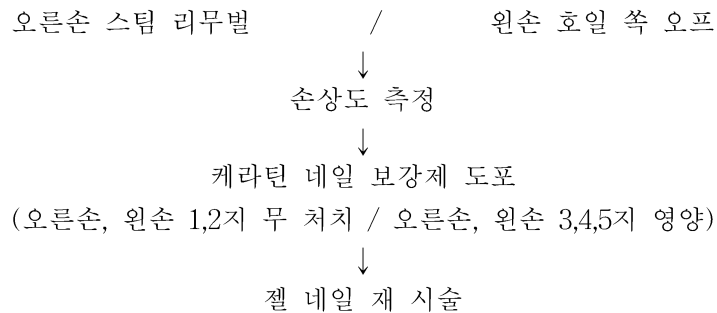 오른손 스팀 리무벌 / 왼손 호일 쏙 오프
↓
손상도 측정
↓
케라틴 네일 보강제 도포
(오른손, 왼손 1,2지 무 처치 / 오른손, 왼손 3,4,5지 영양)
↓
젤 네일 재 시술